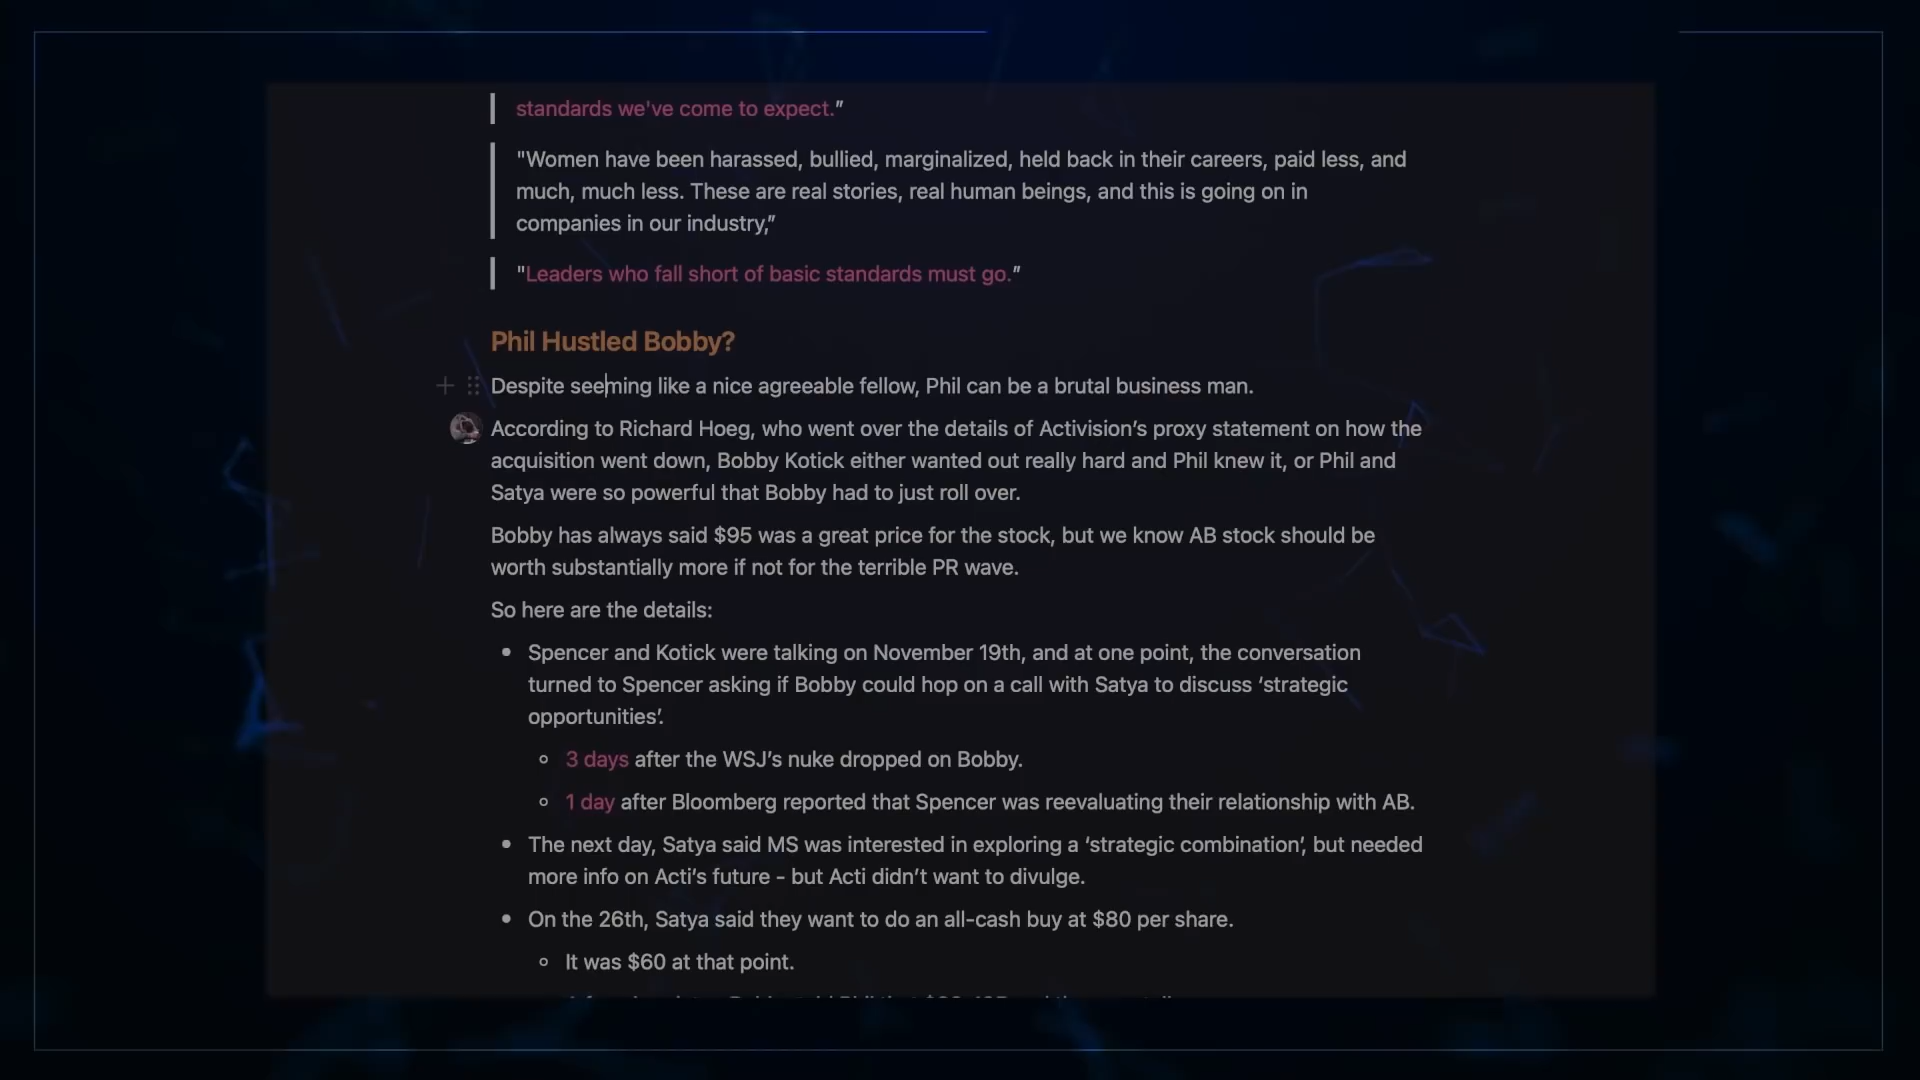 standards we've come to expect.”
"Women have been harassed, bullied, marginalized, held back in their careers, paid less, and
much, much less. These are real stories, real human beings, and this is going on in
companies in our industry,”
"Leaders who fall short of basic standards must go.”
Phil Hustled Bobby?
Despite seeming like a nice agreeable fellow, Phil can be a brutal business man.
According to Richard Hoeg, who went over the details of Activision’s proxy statement on how the
acquisition went down, Bobby Kotick either wanted out really hard and Phil knew it, or Phil and
Satya were so powerful that Bobby had to just roll over.
Bobby has always said $95 was a great price for the stock, but we know AB stock should be
worth substantially more if not for the terrible PR wave.
So here are the details:
• Spencer and Kotick were talking on November 19th, and at one point, the conversation
turned to Spencer asking if Bobby could hop on a call with Satya to discuss ‘strategic
opportunities’.
◦ 3 days after the WSJ’s nuke dropped on Bobby.
◦ 1 day after Bloomberg reported that Spencer was reevaluating their relationship with AB.
• The next day, Satya said MS was interested in exploring a ‘strategic combination’, but needed
more info on Acti’s future - but Acti didn’t want to divulge.
• On the 26th, Satya said they want to do an all-cash buy at $80 per share.
◦ It was $60 at that point.